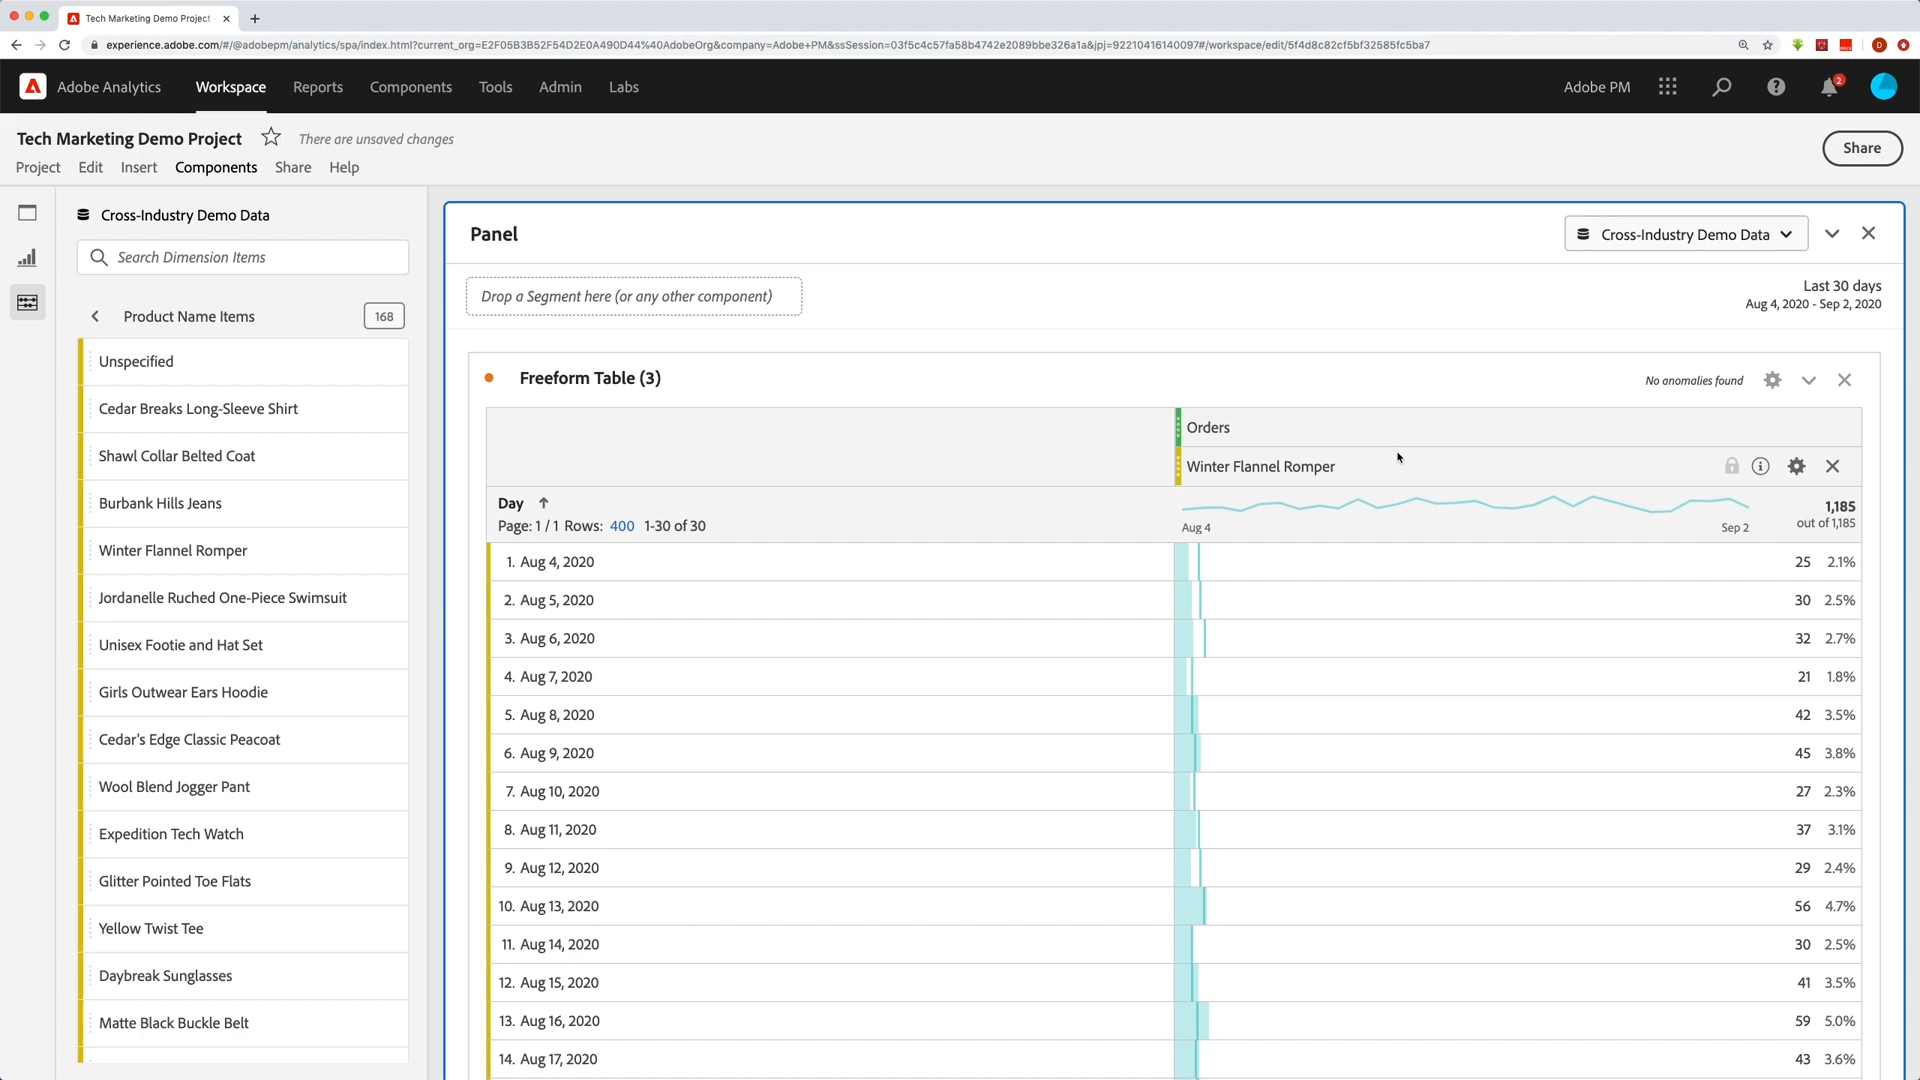 Tech Marketing Demo Project
experience.adobe.com/#/@adobepm/analytics/spa/index.html?current_org=E2F05B3B52F54D2E0A490D44%40AdobeOrg&company=Adobe+PM&ssSession=03f5c4c57fa58b4742e2089bbe326a1a&jpj=92210416140097#/workspace/edit/5f4d8c82cf5bf32585fc5ba7
Adobe Analytics Workspace Reports Components Tools Admin Labs Adobe PM 2
Tech Marketing Demo Project There are unsaved changes
Project Edit Insert Components Share Help
Share
Cross-Industry Demo Data
Search Dimension Items
Product Name Items 168
Unspecified
Cedar Breaks Long-Sleeve Shirt
Shawl Collar Belted Coat
Burbank Hills Jeans
Winter Flannel Romper
Jordanelle Ruched One-Piece Swimsuit
Unisex Footie and Hat Set
Girls Outwear Ears Hoodie
Cedar's Edge Classic Peacoat
Wool Blend Jogger Pant
Expedition Tech Watch
Glitter Pointed Toe Flats
Yellow Twist Tee
Daybreak Sunglasses
Matte Black Buckle Belt
Panel Cross-Industry Demo Data
Drop a Segment here (or any other component)
Last 30 days
Aug 4, 2020 - Sep 2, 2020
Freeform Table (3) No anomalies found
Orders
Winter Flannel Romper
Day
Page: 1 / 1 Rows: 400 1-30 of 30
Aug 4 Sep 2
1,185
out of 1,185
1. Aug 4, 2020 25 2.1%
2. Aug 5, 2020 30 2.5%
3. Aug 6, 2020 32 2.7%
4. Aug 7, 2020 21 1.8%
5. Aug 8, 2020 42 3.5%
6. Aug 9, 2020 45 3.8%
7. Aug 10, 2020 27 2.3%
8. Aug 11, 2020 37 3.1%
9. Aug 12, 2020 29 2.4%
10. Aug 13, 2020 56 4.7%
11. Aug 14, 2020 30 2.5%
12. Aug 15, 2020 41 3.5%
13. Aug 16, 2020 59 5.0%
14. Aug 17, 2020 43 3.6%